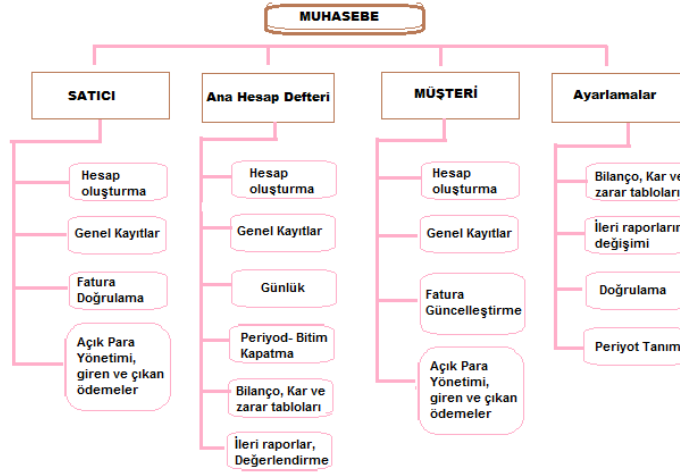 MUHASEBE
SATICI
Ana Hesap Defteri
MÜŞTERİ
Ayarlamalar
Hesap
oluşturma
Genel Kayıtlar
Fatura
Doğrulama
Açık Para
Yönetimi,
giren ve çıkan
ödemeler
Hesap
oluşturma
Genel Kayıtlar
Günlük
Periyod- Bitim
Kapatma
Bilanço, Kar ve
zarar tabloları
İleri raporlar,
Değerlendirme
Hesap
oluşturma
Genel Kayıtlar
Fatura
Güncelleştirme
Açık Para
Yönetimi,
giren ve çıkan
ödemeler
Bilanço, Kar ve
zarar tabloları
İleri raporların
değişimi
Doğrulama
Periyot Tanım